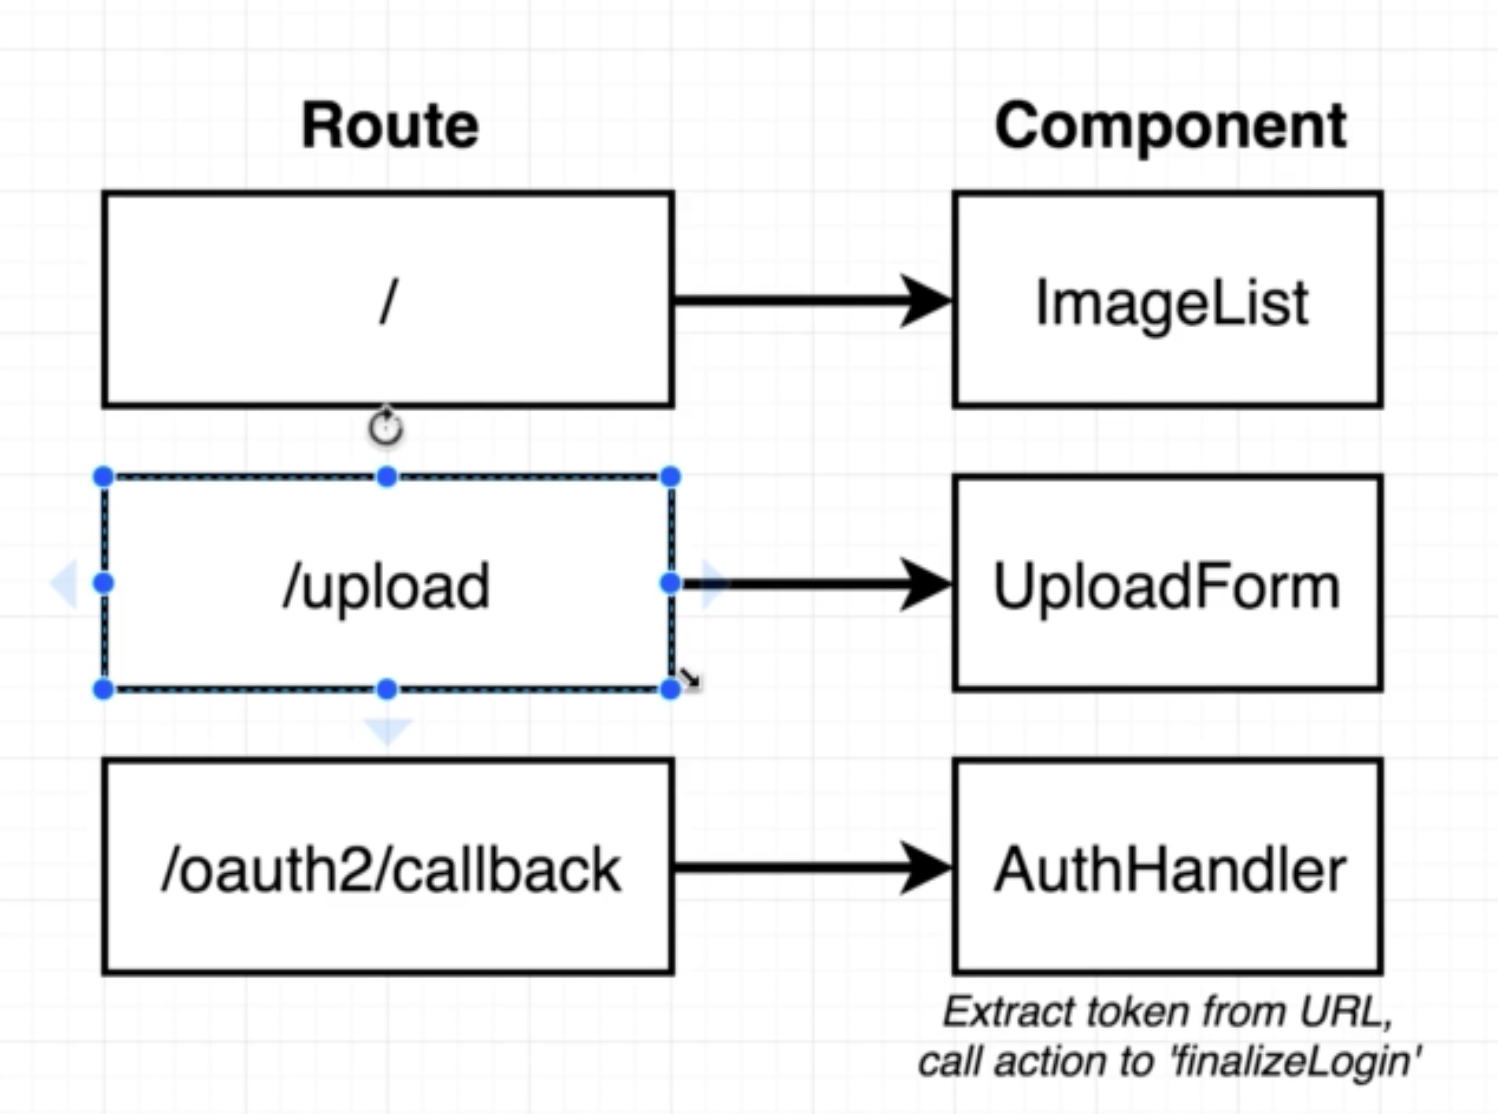 Route
Component
/
ImageList
/upload
UploadForm
/oauth2/callback
AuthHandler
Extract token from URL,
call action to 'finalizeLogin'